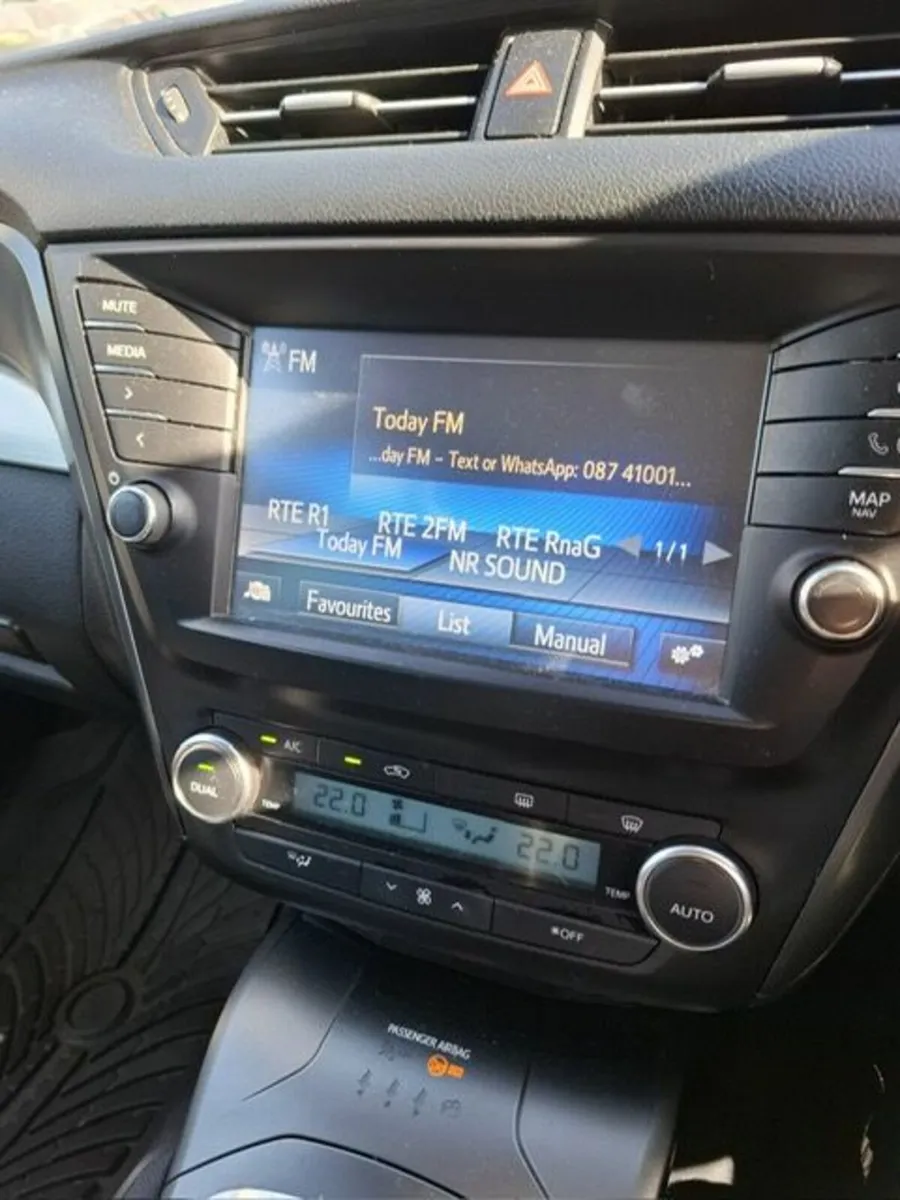 MUTE
MEDIA
FM
Today FM
...day FM - Text or WhatsApp: 087 41001...
RTE R1 RTE 2FM RTE RnaG
Today FM NR SOUND
1/1
Favourites List Manual
MAP
NAV
A/C
DUAL
TEMP
22.0
22.0
TEMP
AUTO
OFF
PASSENGER AIRBAG